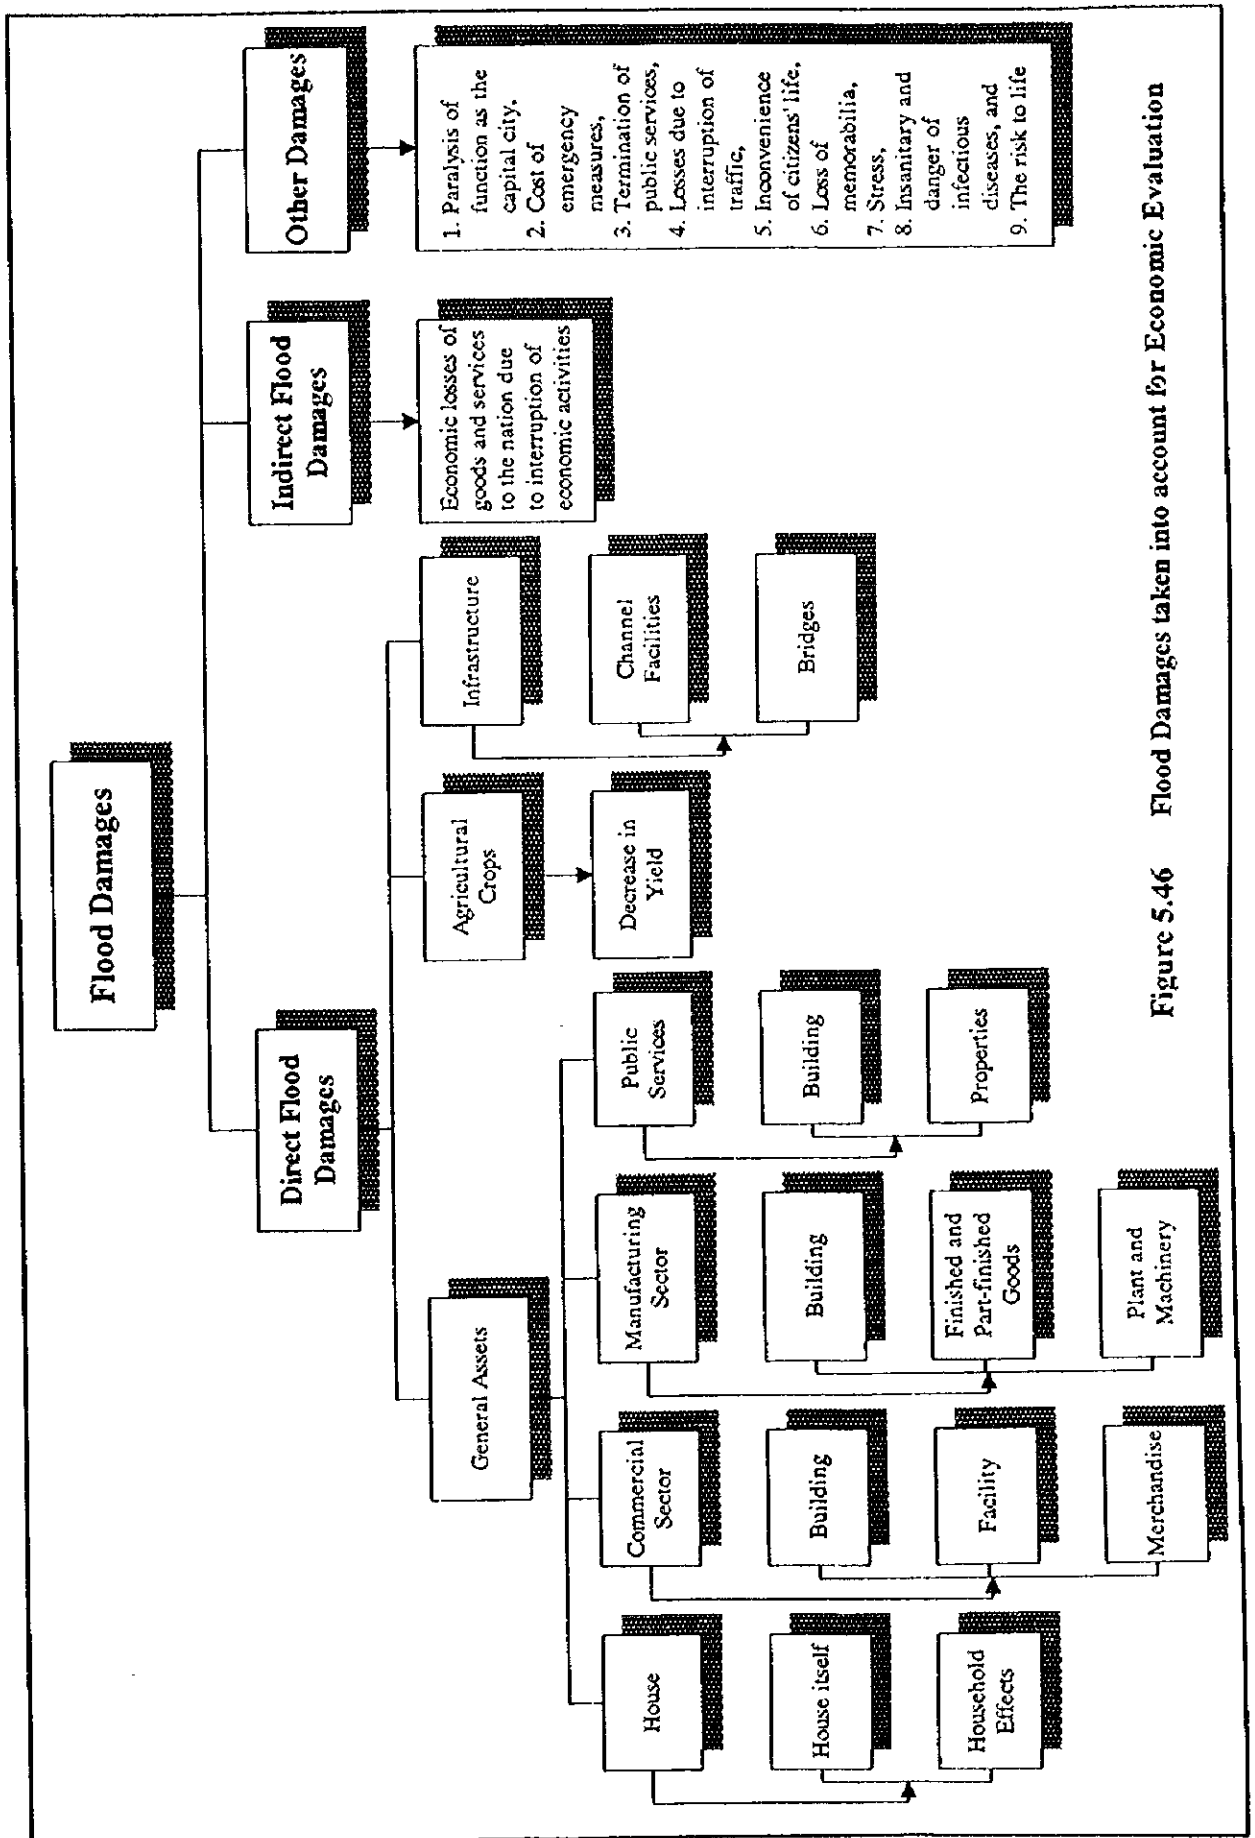 Flood Damages
Direct Flood
Damages
Indirect Flood
Damages
Other Damages
General Assets
Agricultural
Crops
Infrastructure
Economic losses of
goods and services
to the nation due
to interruption of
economic activities
1. Paralysis of
function as the
capital city,
2. Cost of
emergency
measures,
3. Termination of
public services,
4. Losses due to
interruption of
traffic,
5. Inconvenience
of citizens' life,
6. Loss of
memorabilia,
7. Stress,
8. Insanitary and
danger of
infectious
diseases, and
9. The risk to life
House
Commercial
Sector
Manufacturing
Sector
Public
Services
Decrease in
Yield
Channel
Facilities
House itself
Building
Building
Building
Bridges
Household
Effects
Facility
Finished and
Part-finished
Goods
Properties
Merchandise
Plant and
Machinery
Figure 5.46 Flood Damages taken into account for Economic Evaluation